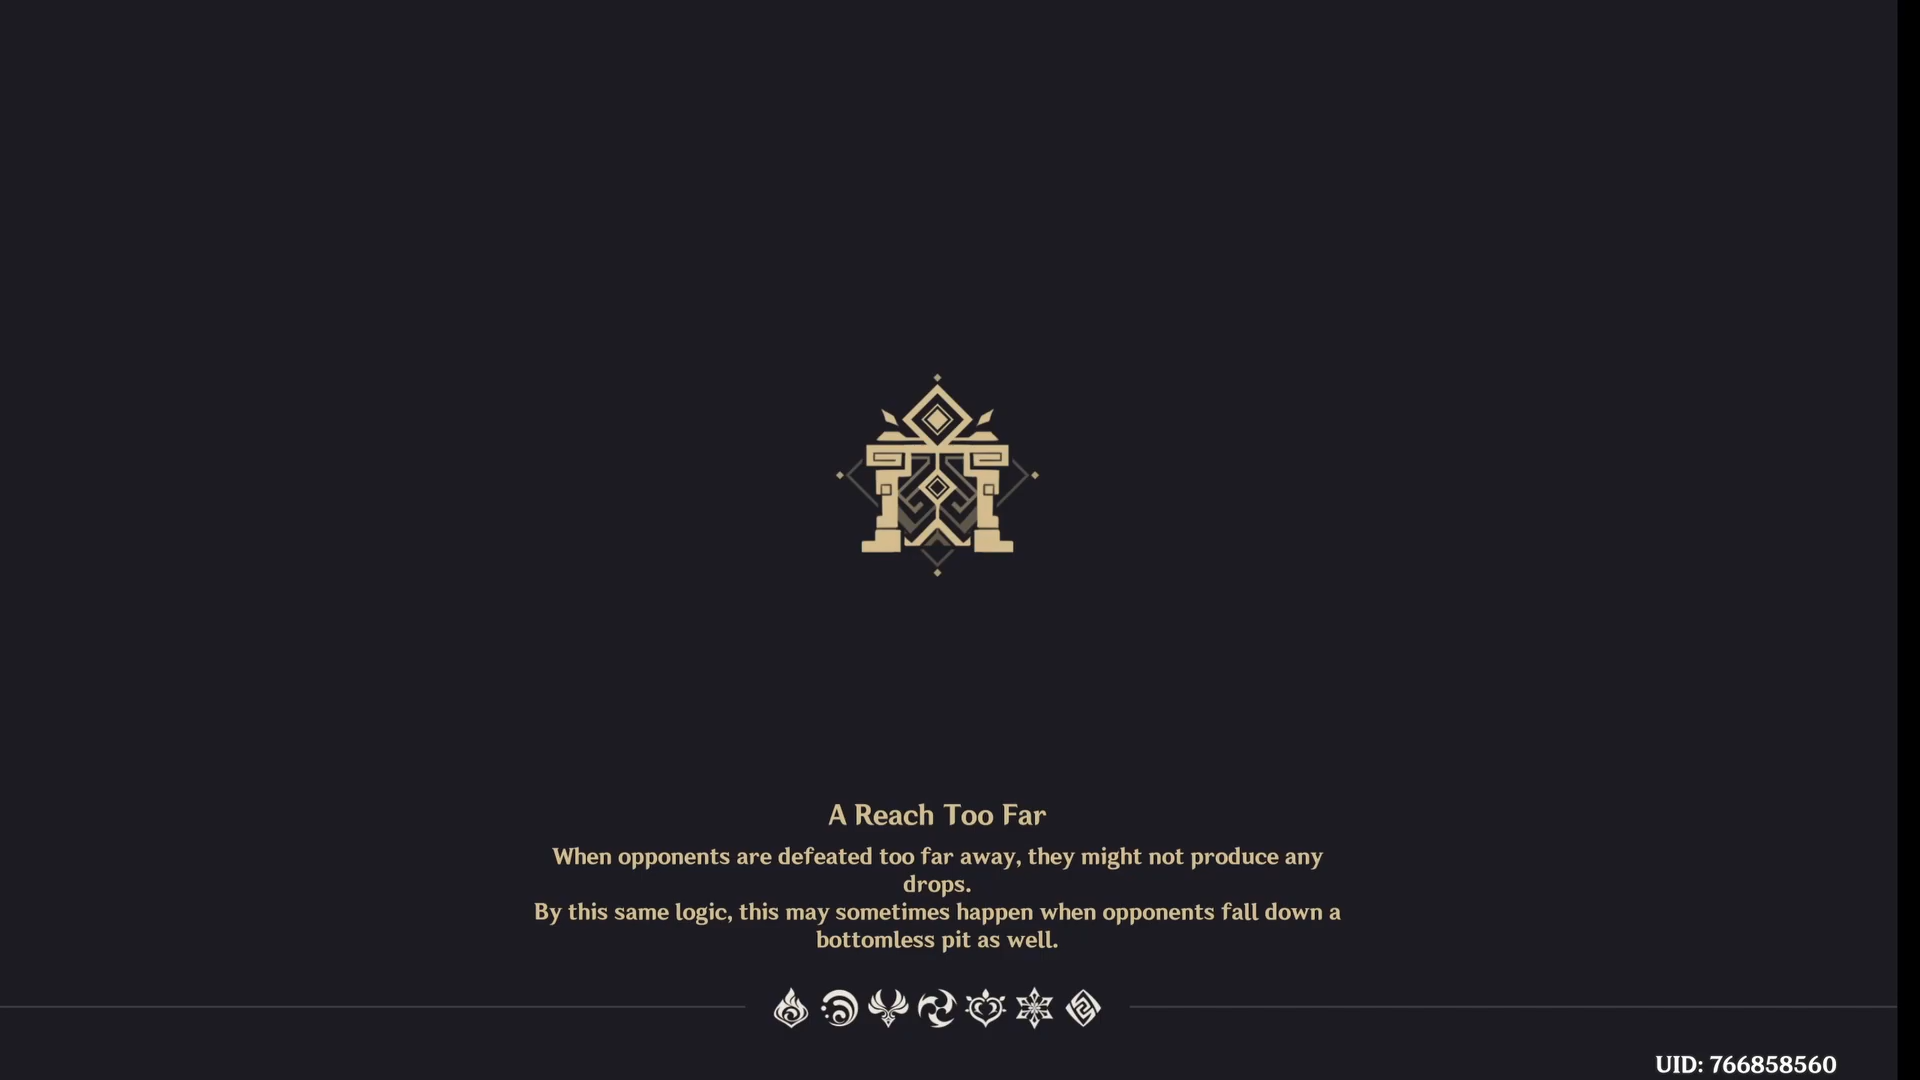 A Reach Too Far
When opponents are defeated too far away, they might not produce any
drops.
By this same logic, this may sometimes happen when opponents fall down a
bottomless pit as well.
UID: 766858560